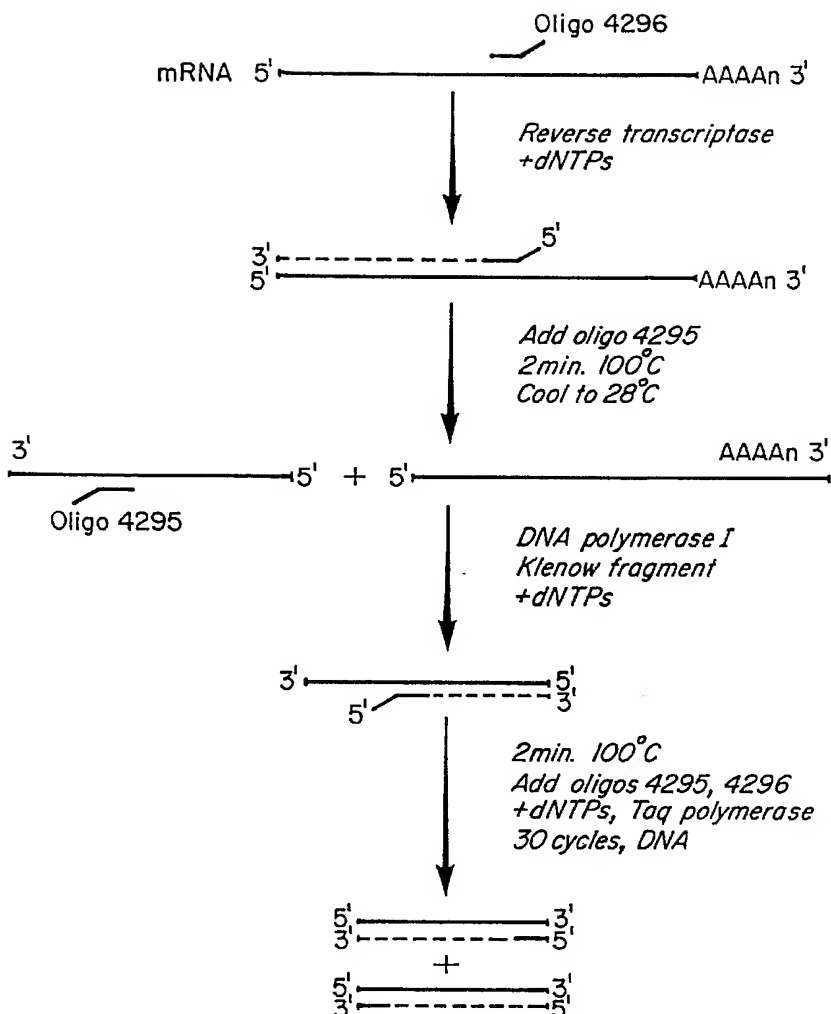 Oligo 4296
mRNA 5' AAAAn 3'
Reverse transcriptase
+dNTPs
5'
3'
5' AAAAn 3'
Add oligo 4295
2min. 100°C
Cool to 28°C
3' AAAAn 3'
5' + 5'
Oligo 4295
DNA polymerase I
Klenow fragment
+dNTPs
3' 5'
5' 3'
2min. 100°C
Add oligos 4295, 4296
+dNTPs, Taq polymerase
30 cycles, DNA
5' 3'
3' 5'
+
5' 3'
3' 5'